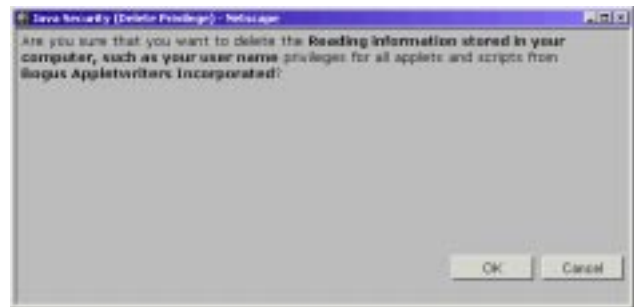 Java Security (Delete Privilege) - Netscape
Are you sure that you want to delete the Reading information stored in your
computer, such as your user name privileges for all applets and scripts from
Bogus Appletwriters Incorporated?
OK
Cancel